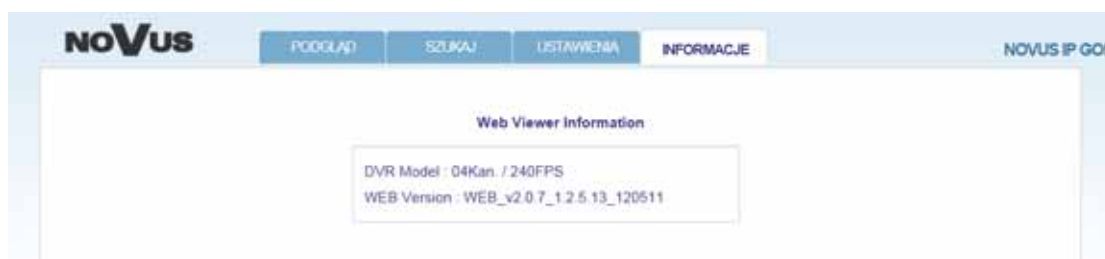 NOVUS
PODGLĄD SZUKAJ USTAWIENIA INFORMACJE NOVUS IP GO
Web Viewer Information
DVR Model : 04Kan. / 240FPS
WEB Version : WEB_v2.0.7_1.2.5.13_120511